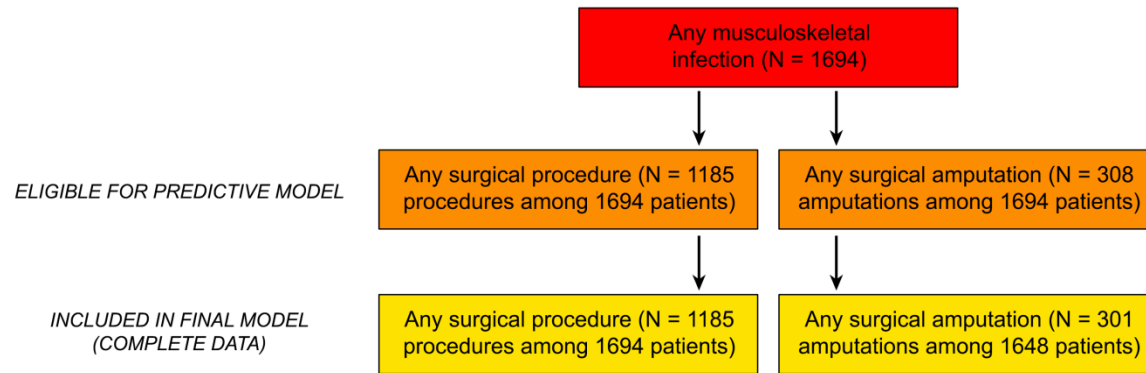 Any musculoskeletal
infection (N = 1694)
ELIGIBLE FOR PREDICTIVE MODEL
Any surgical procedure (N = 1185
procedures among 1694 patients)
Any surgical amputation (N = 308
amputations among 1694 patients)
INCLUDED IN FINAL MODEL
(COMPLETE DATA)
Any surgical procedure (N = 1185
procedures among 1694 patients)
Any surgical amputation (N = 301
amputations among 1648 patients)